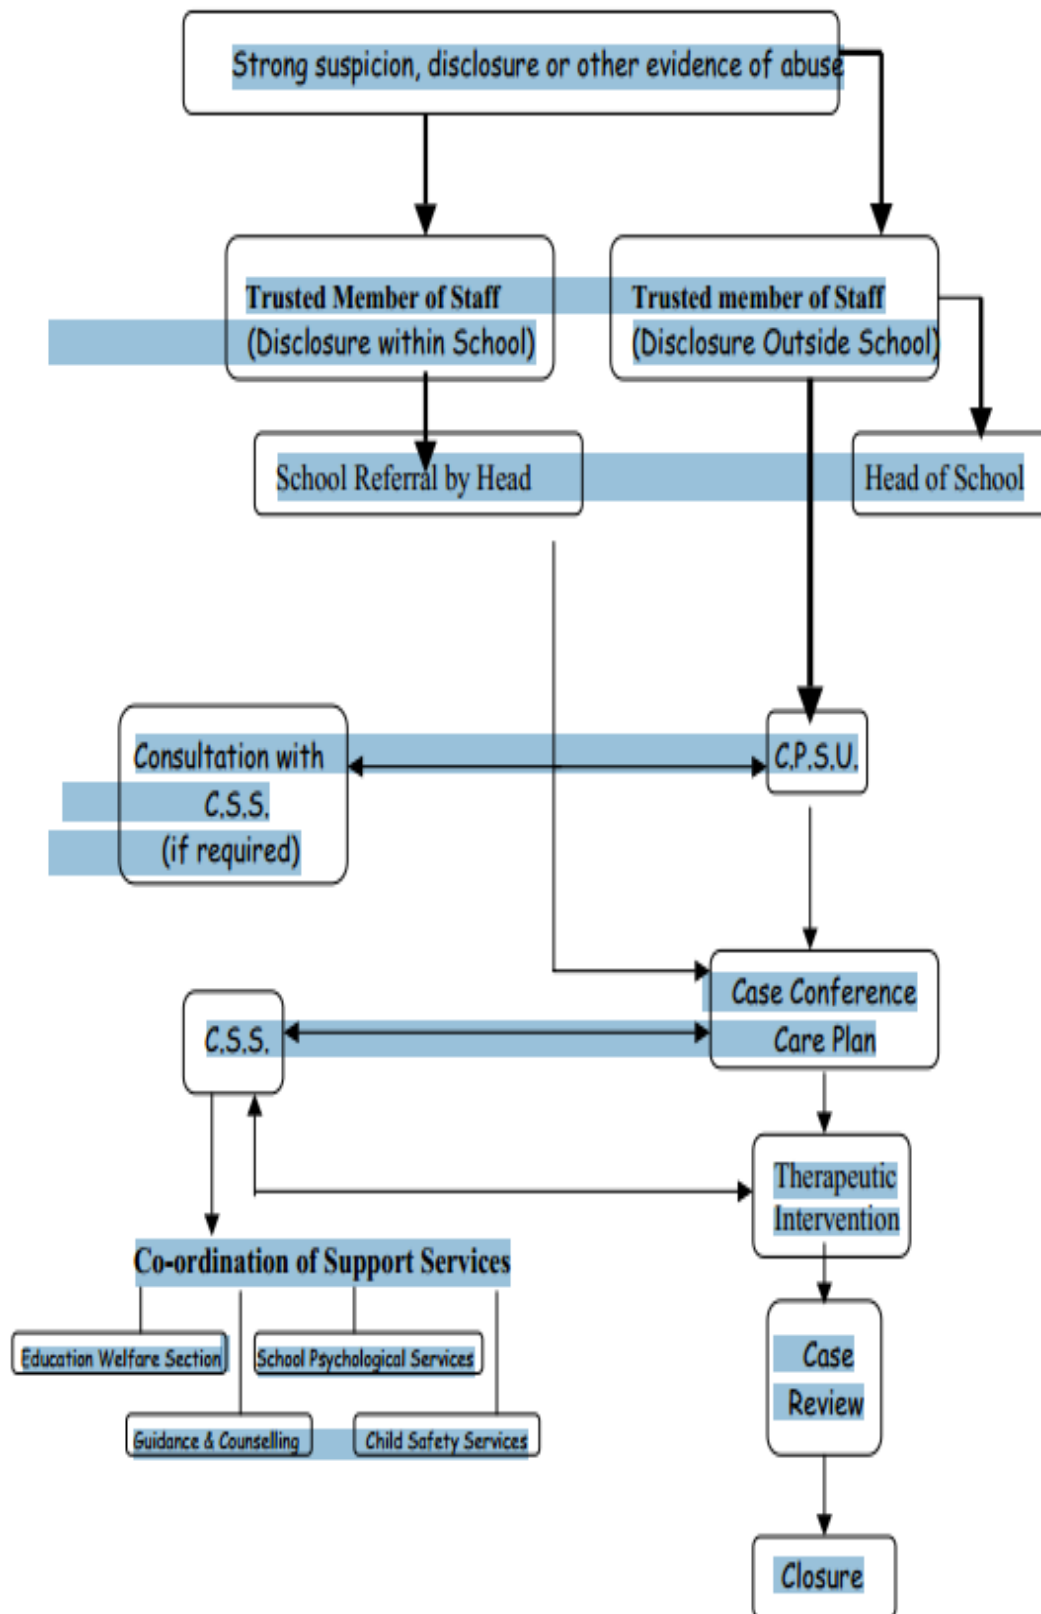 Strong suspicion, disclosure or other evidence of abuse
Trusted Member of Staff
(Disclosure within School)
Trusted member of Staff
(Disclosure Outside School)
School Referral by Head
Head of School
Consultation with
C.S.S.
(if required)
C.P.S.U.
Case Conference
Care Plan
C.S.S.
Therapeutic
Intervention
Co-ordination of Support Services
Education Welfare Section
School Psychological Services
Guidance & Counselling
Child Safety Services
Case
Review
Closure